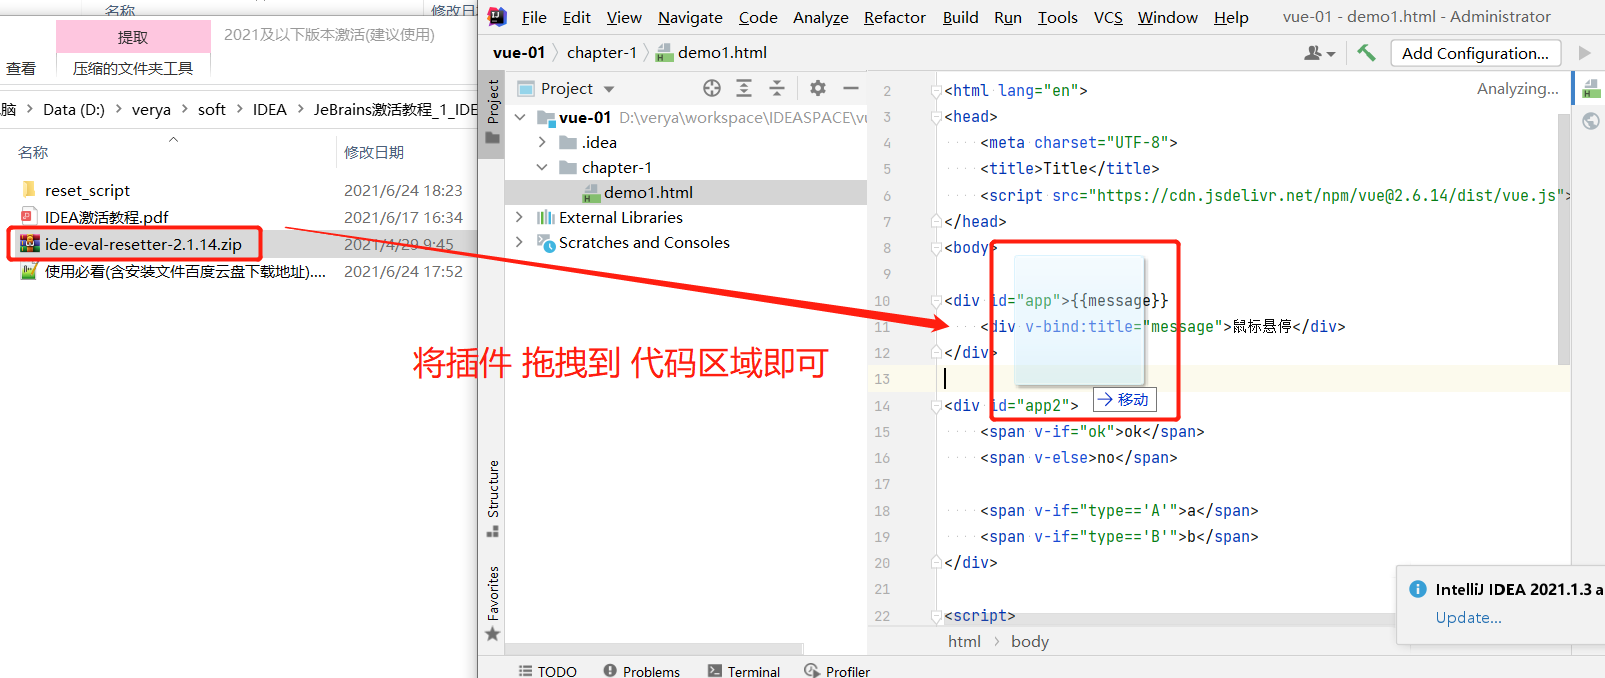 名称
修改日
提取
2021及以下版本激活(建议使用)
查看
压缩的文件夹工具
脑 > Data (D:) > verya > soft > IDEA > JeBrains激活教程_1_IDE
名称
修改日期
reset_script 2021/6/24 18:23
IDEA激活教程.pdf 2021/6/17 16:34
ide-eval-resetter-2.1.14.zip 2021/4/29 9:45
使用必看(含安装文件百度云盘下载地址).... 2021/6/24 17:52
File Edit View Navigate Code Analyze Refactor Build Run Tools VCS Window Help vue-01 - demo1.html - Administrator
vue-01 > chapter-1 > demo1.html
Add Configuration...
Project
Project
vue-01 D:\verya\workspace\IDEASPACE\vu
.idea
chapter-1
demo1.html
External Libraries
Scratches and Consoles
Structure
Favorites
Analyzing...
2 <html lang="en">
3 <head>
4 <meta charset="UTF-8">
5 <title>Title</title>
6 <script src="https://cdn.jsdelivr.net/npm/vue@2.6.14/dist/vue.js">
7 </head>
8 <body>
9
10 <div id="app">{{message}}
11 <div v-bind:title="message">鼠标悬停</div>
12 </div>
13
14 <div id="app2">
15 <span v-if="ok">ok</span>
16 <span v-else>no</span>
17
18 <span v-if="type=='A'">a</span>
19 <span v-if="type=='B'">b</span>
20 </div>
21
22 <script>
移动
将插件 拖拽到 代码区域即可
IntelliJ IDEA 2021.1.3 a
Update...
html > body
TODO Problems Terminal Profiler